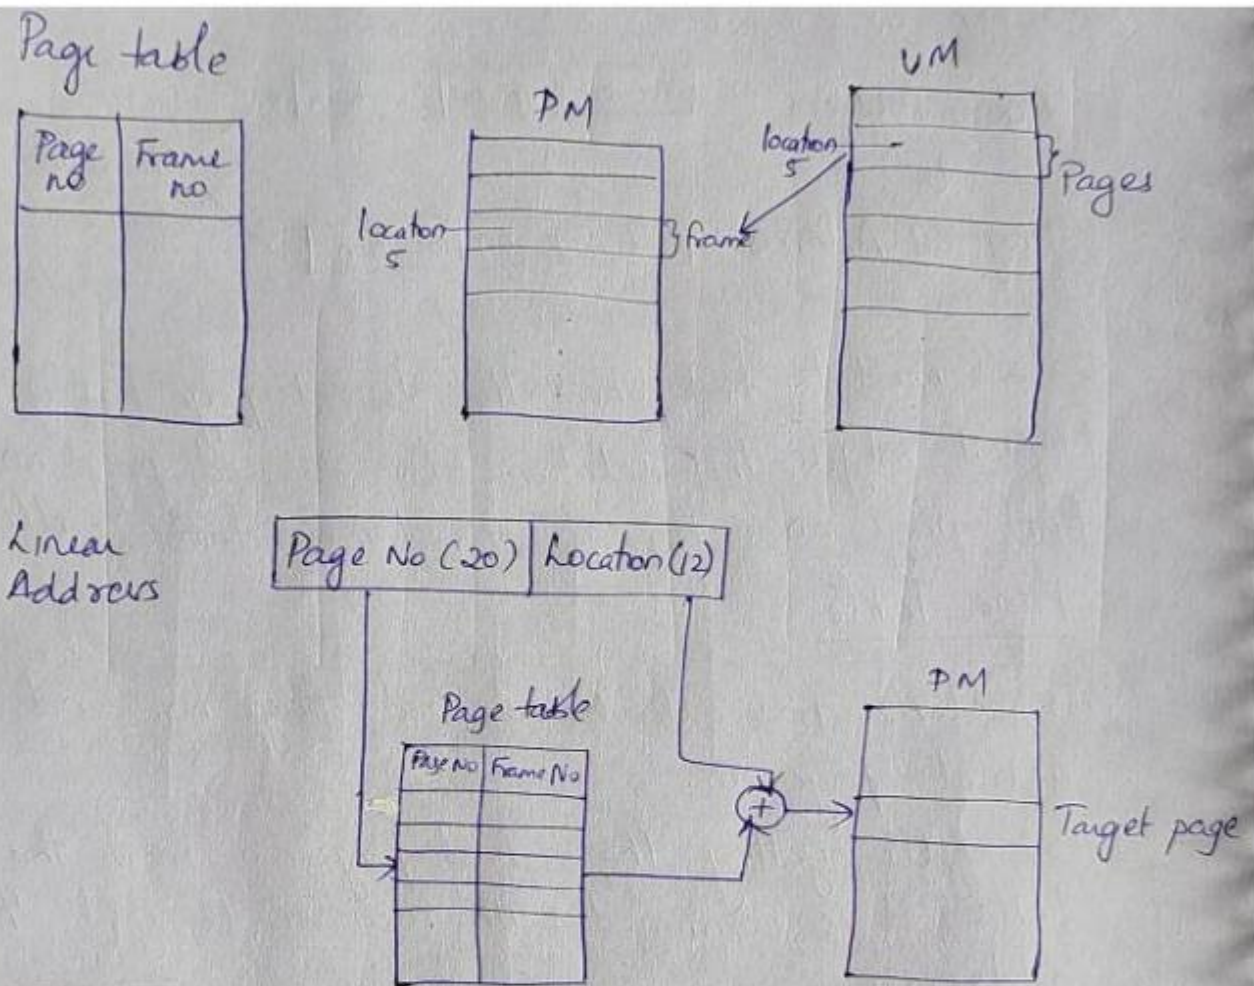 Page table
Page no
Frame no
PM
location 5
frame
VM
location 5
Pages
Linear Address
Page No (20)
Location (12)
Page table
Page No
Frame No
+
PM
Target page